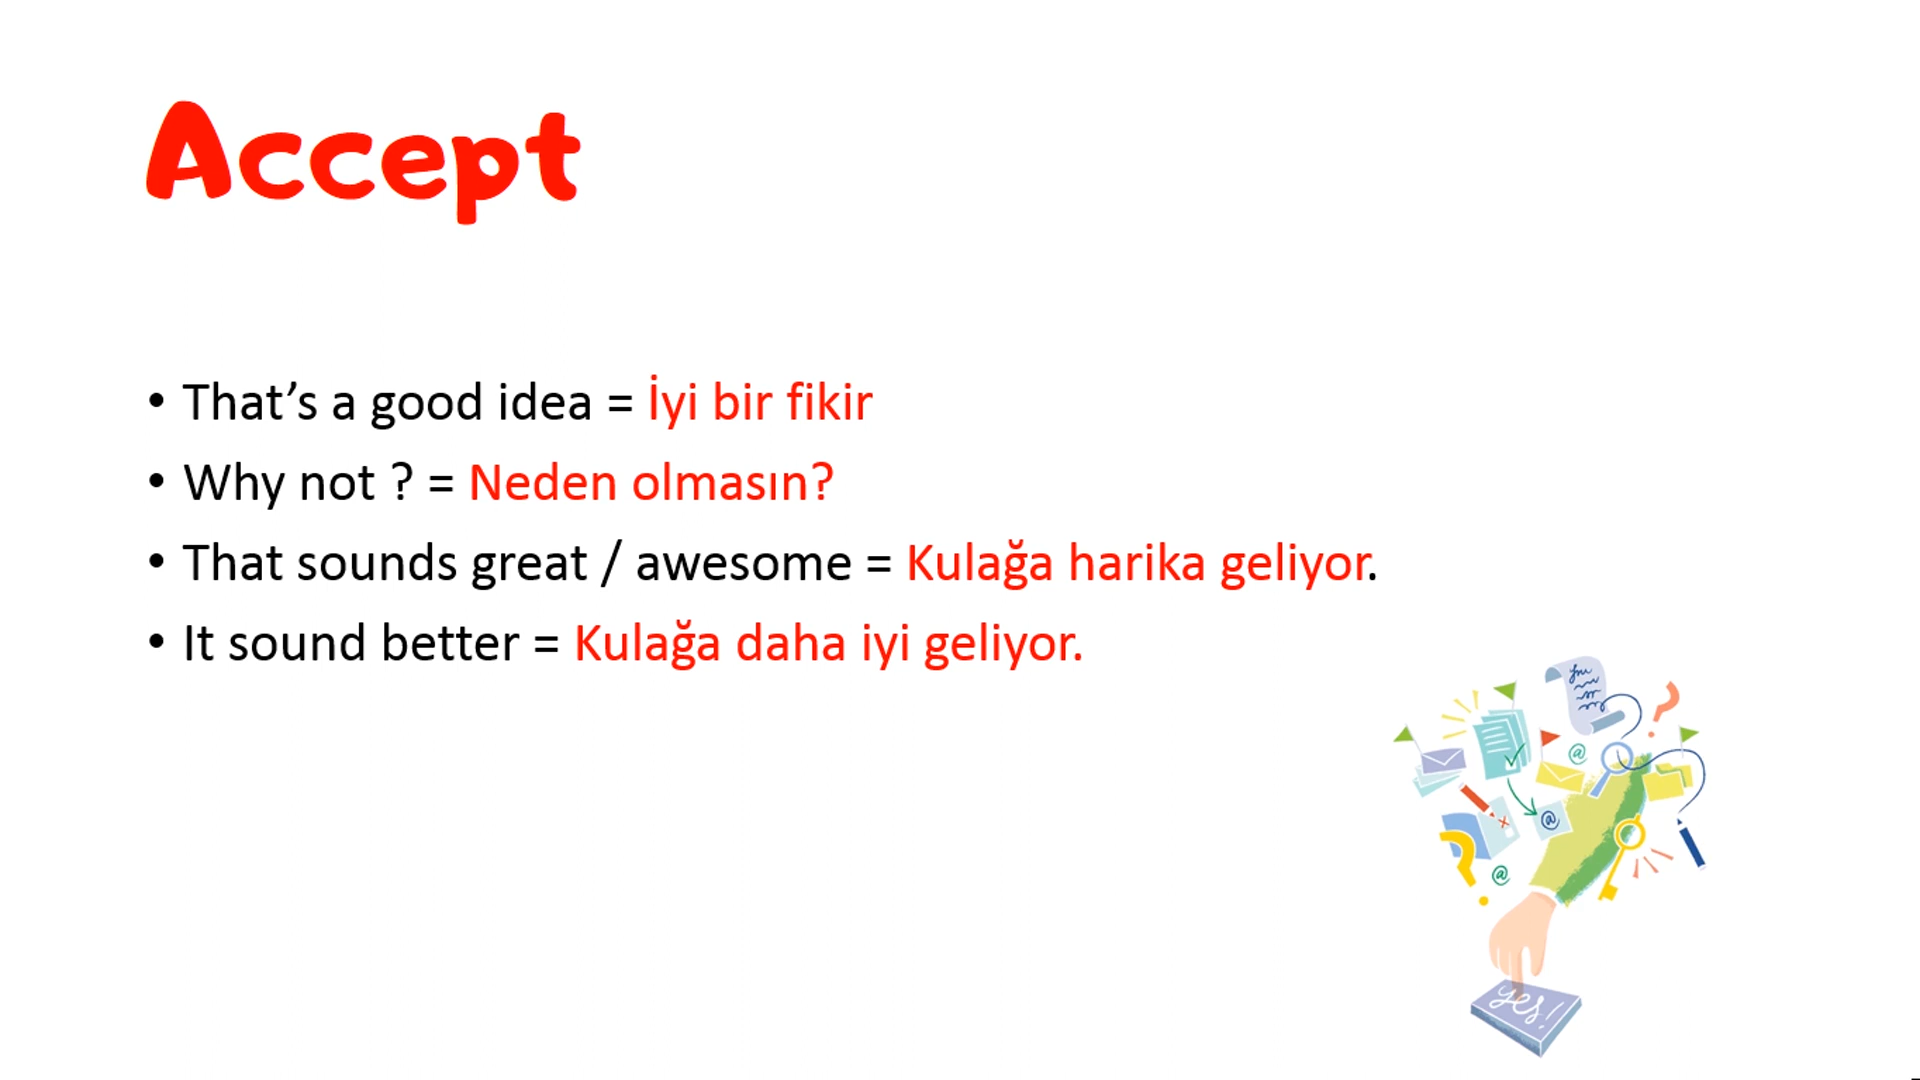 Accept
• That’s a good idea = İyi bir fikir
• Why not ? = Neden olmasın?
• That sounds great / awesome = Kulağa harika geliyor.
• It sound better = Kulağa daha iyi geliyor.
@
@
@
yes!